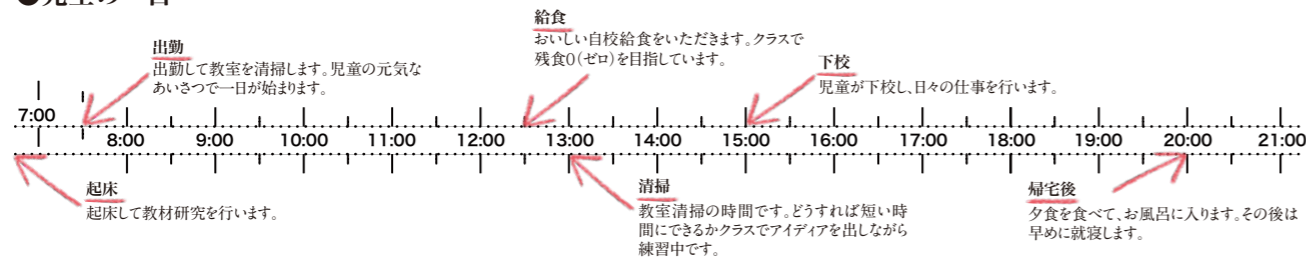 出勤
出勤して教室を清掃します。児童の元気な
あいさつで一日が始まります。
給食
おいしい自校給食をいただきます。クラスで
残食0(ゼロ)を目指しています。
下校
児童が下校し、日々の仕事を行います。
7:00
8:00 9:00 10:00 11:00 12:00 13:00 14:00 15:00 16:00 17:00 18:00 19:00 20:00 21:00
起床
起床して教材研究を行います。
清掃
教室清掃の時間です。どうすれば短い時
間にできるかクラスでアイディアを出しながら
練習中です。
帰宅後
夕食を食べて、お風呂に入ります。その後は
早めに就寝します。